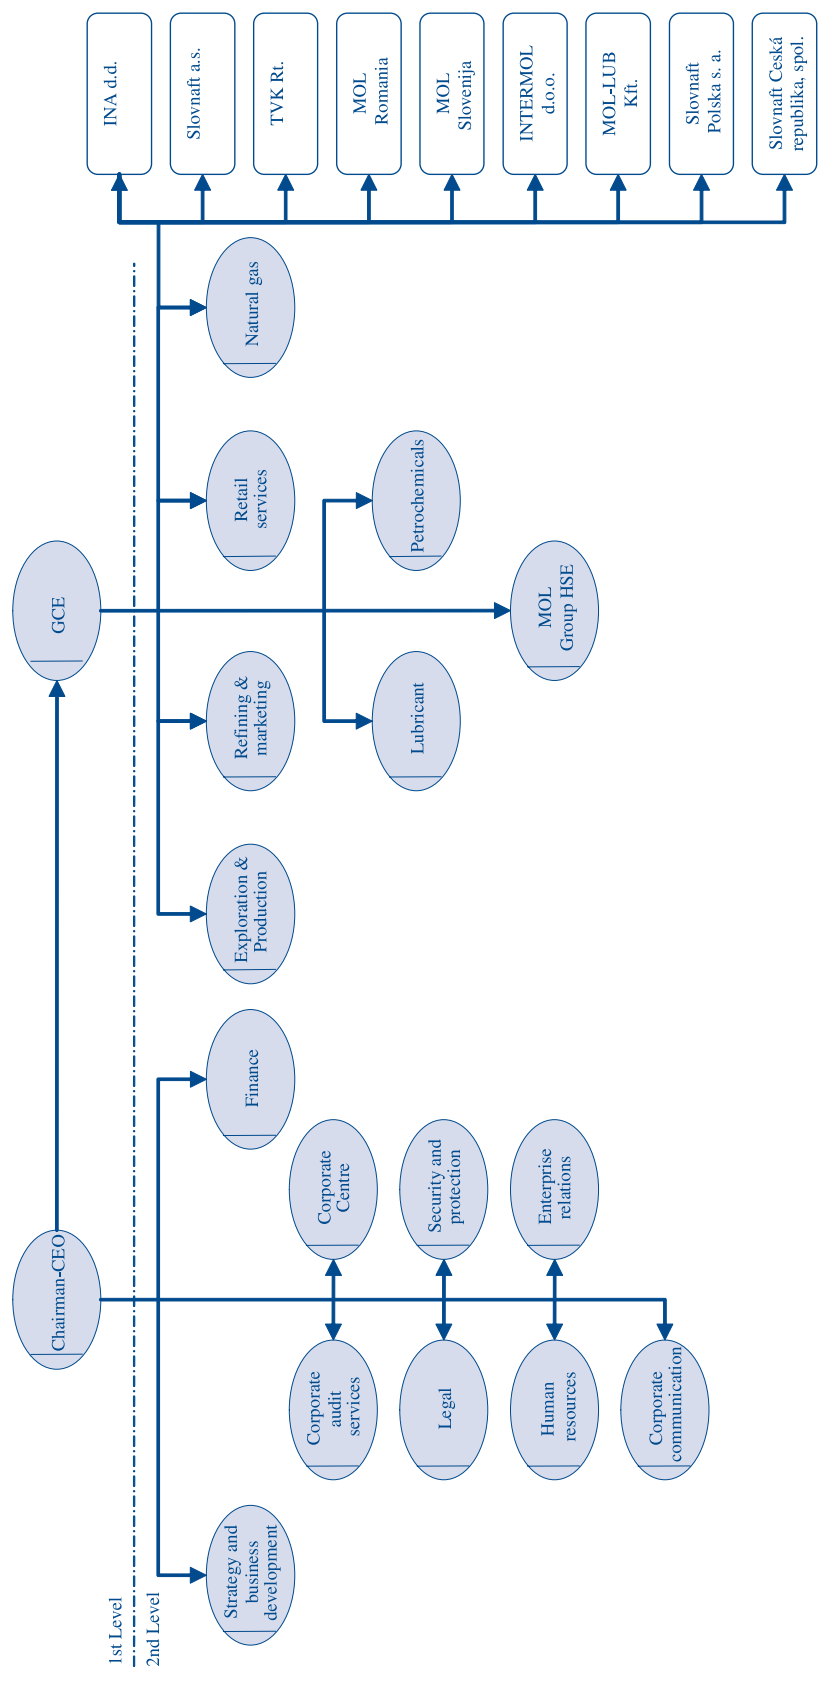 1st Level
2nd Level
Chairman-CEO
GCE
Strategy and
business
development
Finance
Exploration &
Production
Refining &
marketing
Retail
services
Natural gas
Corporate
audit
services
Corporate
Centre
Legal
Security and
protection
Human
resources
Enterprise
relations
Corporate
communication
Lubricant
Petrochemicals
MOL
Group HSE
INA d.d.
Slovnaft a.s.
TVK Rt.
MOL
Romania
MOL
Slovenija
INTERMOL
d.o.o.
MOL-LUB
Kft.
Slovnaft
Polska s. a.
Slovnaft Ceská
republika, spol.